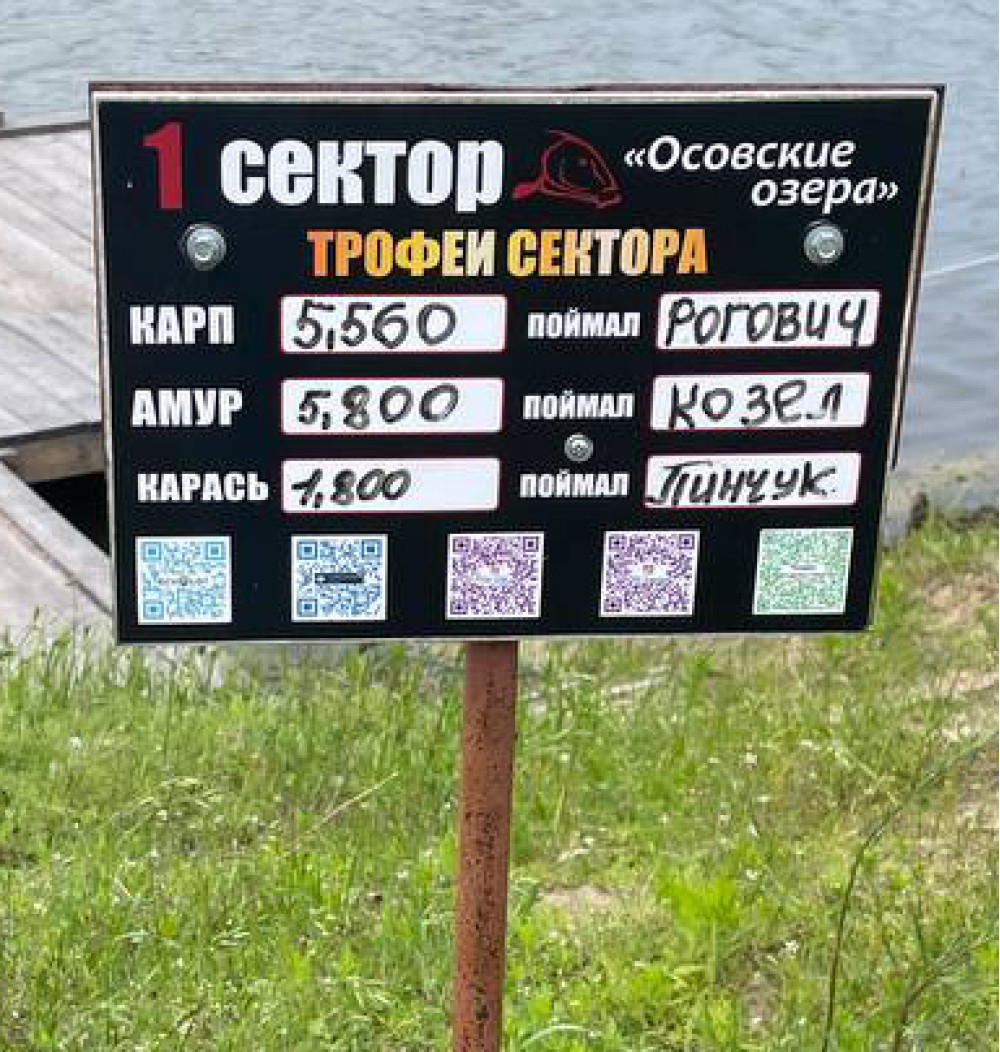 1 сектор «Осовские озера»
ТРОФЕИ СЕКТОРА
КАРП 5,560 ПОЙМАЛ РОГОВИЧ
АМУР 5,800 ПОЙМАЛ КОЗЕЛ
КАРАСЬ 1,800 ПОЙМАЛ ПИНЧУК